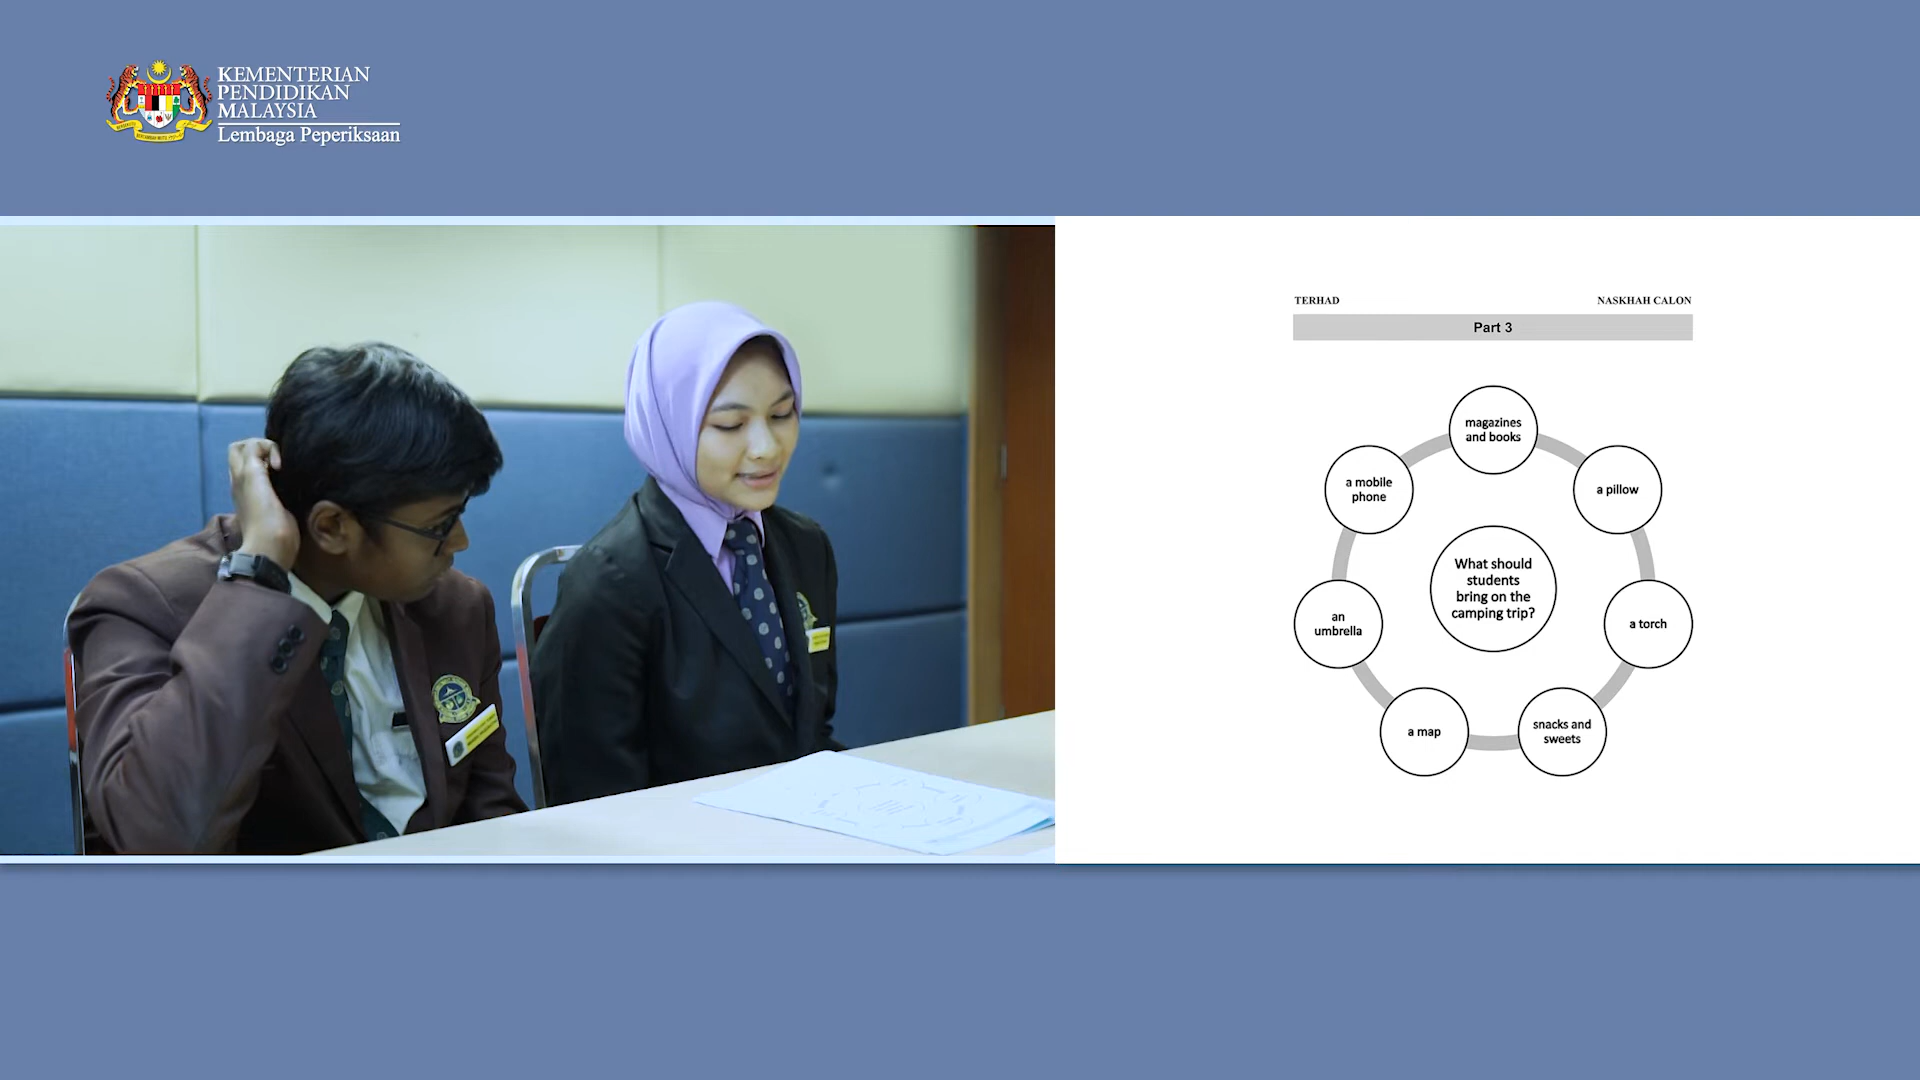 KEMENTERIAN
PENDIDIKAN
MALAYSIA
Lembaga Peperiksaan
TERHAD NASKHAH CALON
Part 3
magazines
and books
a pillow
a torch
snacks and
sweets
a map
an
umbrella
a mobile
phone
What should
students
bring on the
camping trip?